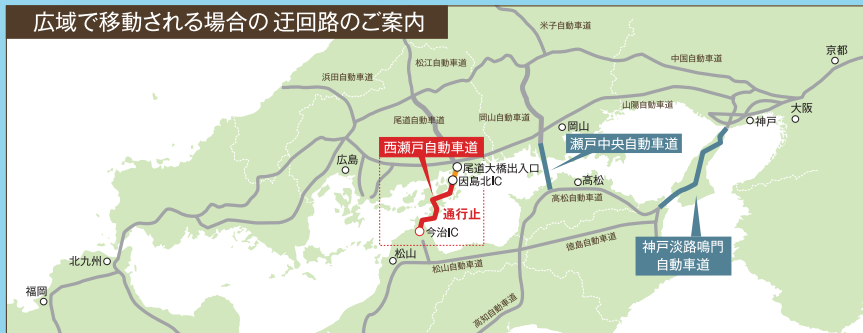 広域で移動される場合の迂回路のご案内
米子自動車道
京都
松江自動車道
中国自動車道
浜田自動車道
山陽自動車道
大阪
尾道自動車道
岡山自動車道
神戸
岡山
西瀬戸自動車道
瀬戸中央自動車道
広島
尾道大橋出入口
因島北IC
高松
高松自動車道
通行止
今治IC
徳島自動車道
神戸淡路鳴門
自動車道
松山
松山自動車道
北九州
福岡
高知自動車道